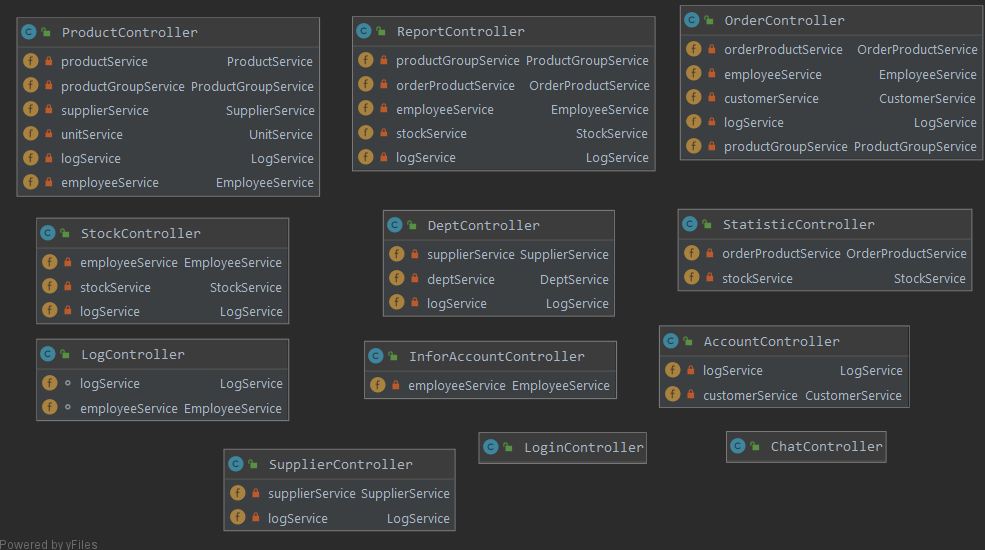 ProductController
productService ProductService
productGroupService ProductGroupService
supplierService SupplierService
unitService UnitService
logService LogService
employeeService EmployeeService
ReportController
productGroupService ProductGroupService
orderProductService OrderProductService
employeeService EmployeeService
stockService StockService
logService LogService
OrderController
orderProductService OrderProductService
employeeService EmployeeService
customerService CustomerService
logService LogService
productGroupService ProductGroupService
StockController
employeeService EmployeeService
stockService StockService
logService LogService
DeptController
supplierService SupplierService
deptService DeptService
logService LogService
StatisticController
orderProductService OrderProductService
stockService StockService
LogController
logService LogService
employeeService EmployeeService
InforAccountController
employeeService EmployeeService
AccountController
logService LogService
customerService CustomerService
SupplierController
supplierService SupplierService
logService LogService
LoginController
ChatController
Powered by yFiles